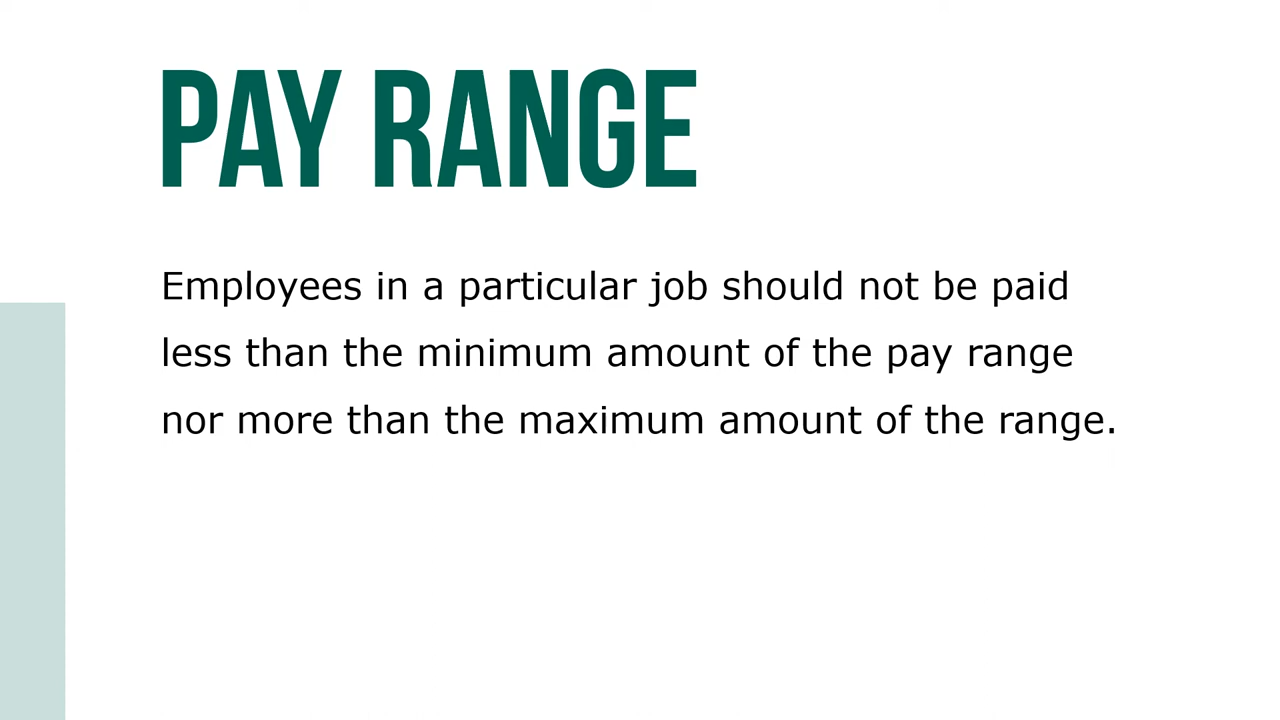 PAY RANGE
Employees in a particular job should not be paid
less than the minimum amount of the pay range
nor more than the maximum amount of the range.